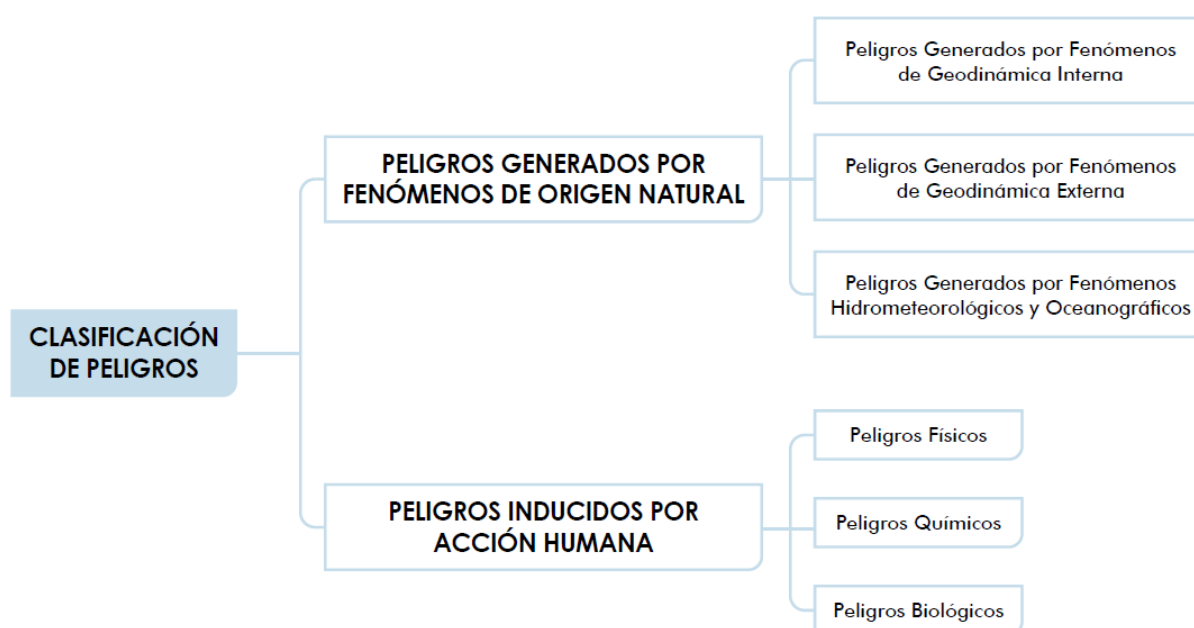 CLASIFICACIÓN
DE PELIGROS
PELIGROS GENERADOS POR
FENÓMENOS DE ORIGEN NATURAL
Peligros Generados por Fenómenos
de Geodinámica Interna
Peligros Generados por Fenómenos
de Geodinámica Externa
Peligros Generados por Fenómenos
Hidrometeorológicos y Oceanográficos
PELIGROS INDUCIDOS POR
ACCIÓN HUMANA
Peligros Físicos
Peligros Químicos
Peligros Biológicos